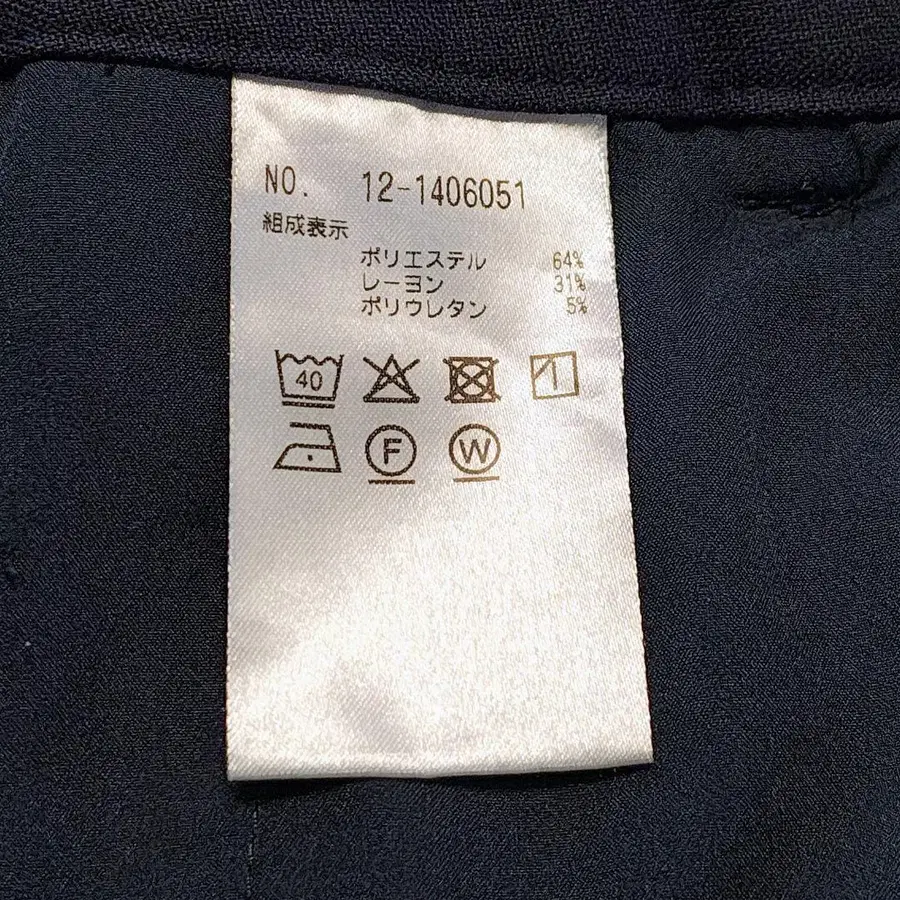 NO. 12-1406051
組成表示
ポリエステル 64%
レーヨン 31%
ポリウレタン 5%
40
F W